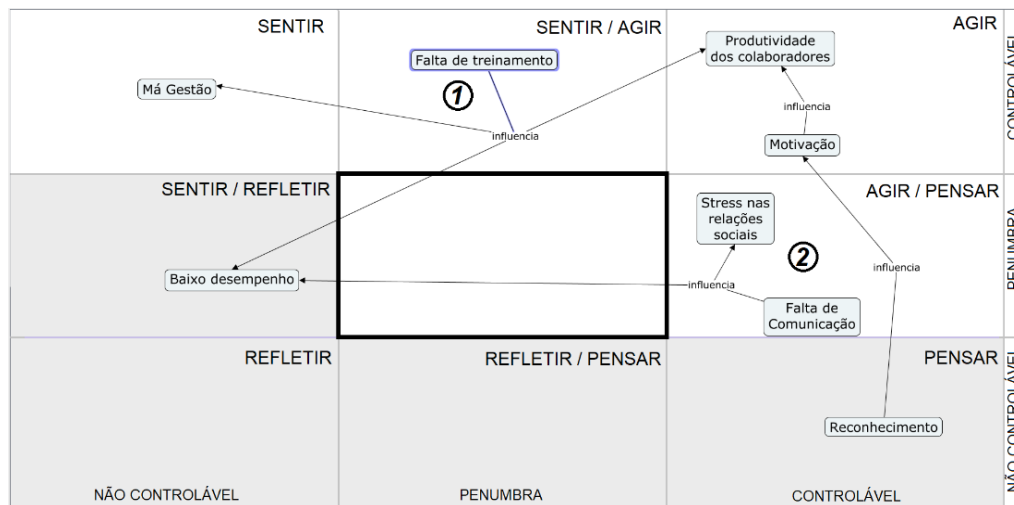 SENTIR
SENTIR / AGIR
AGIR
CONTROLÁVEL
Má Gestão
Falta de treinamento
1
influencia
Produtividade
dos colaboradores
influencia
Motivação
SENTIR / REFLETIR
AGIR / PENSAR
PENUMBRA
Baixo desempenho
Stress nas
relações
sociais
2
influencia
influencia
Falta de
Comunicação
REFLETIR
REFLETIR / PENSAR
PENSAR
NÃO CONTROLÁVEL
Reconhecimento
NÃO CONTROLÁVEL
PENUMBRA
CONTROLÁVEL